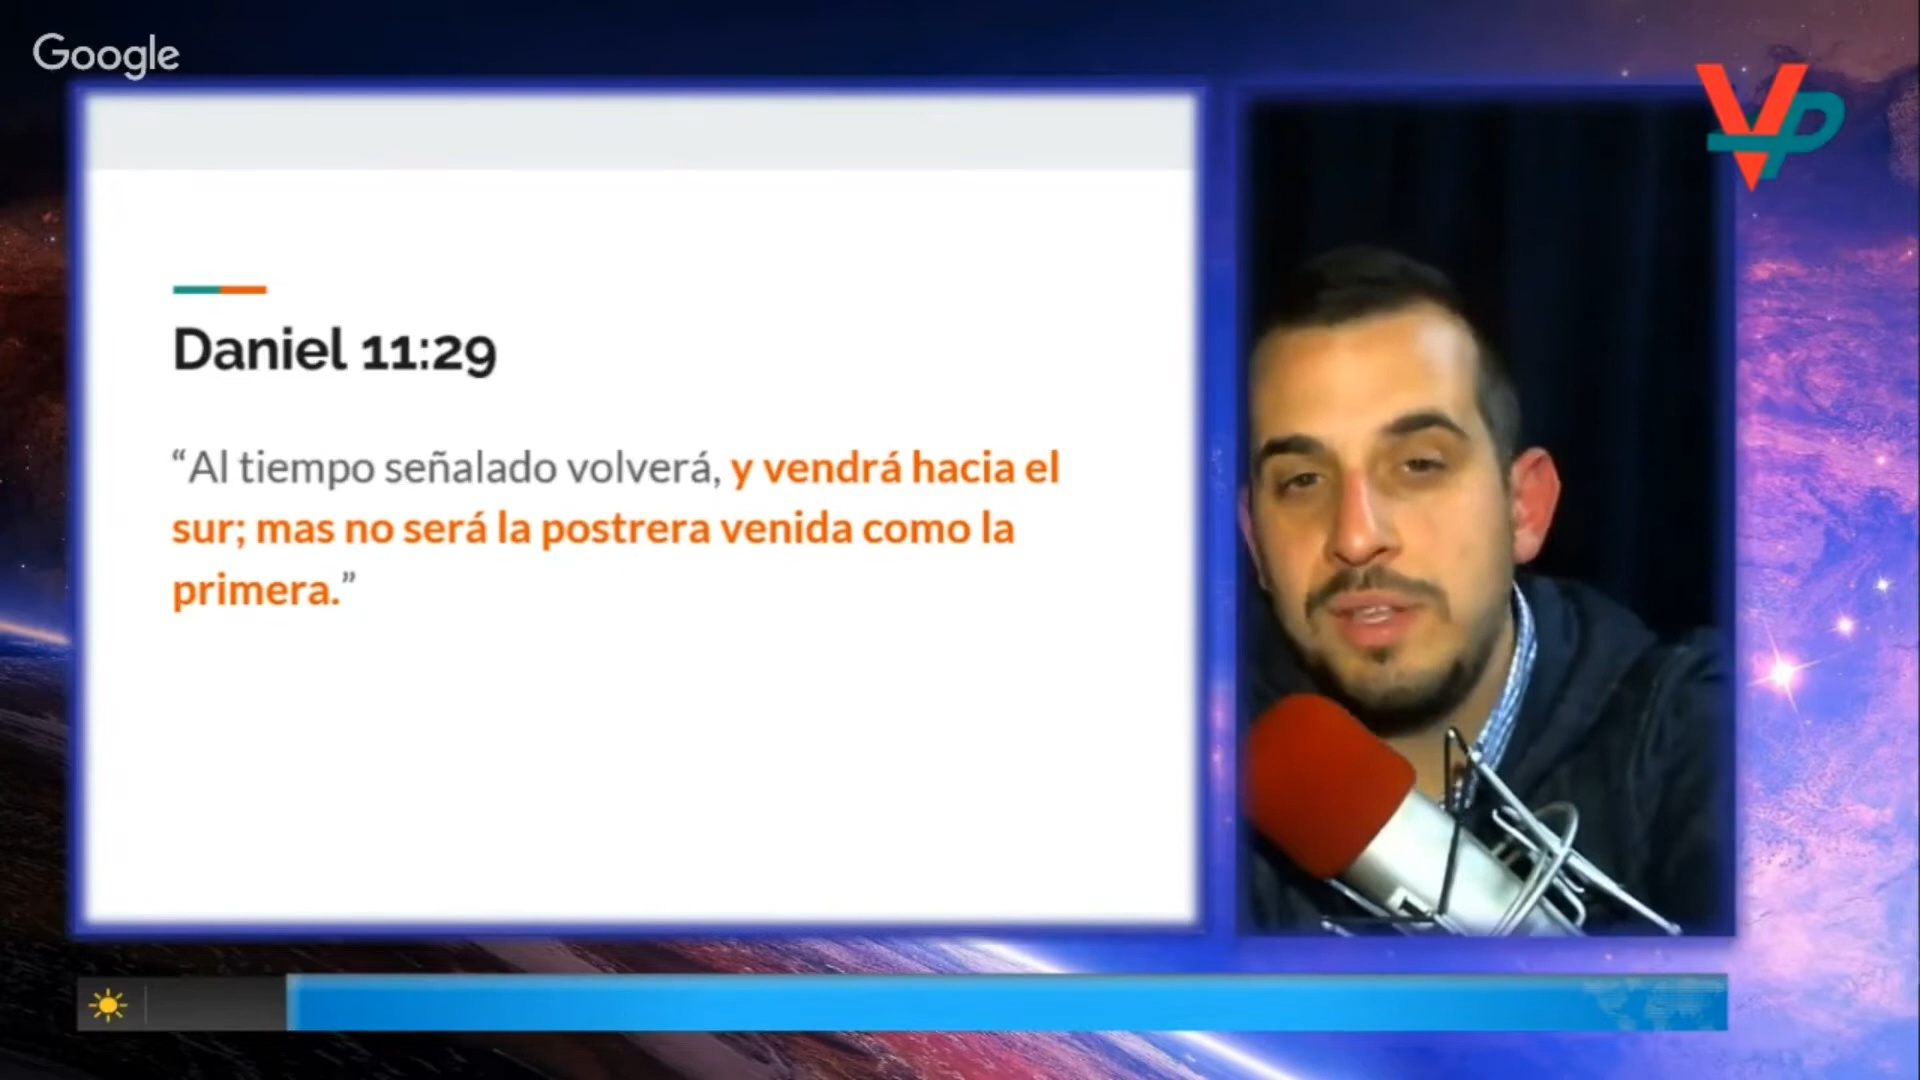 Google
VP
Daniel 11:29
“Al tiempo señalado volverá, y vendrá hacia el
sur; mas no será la postrera venida como la
primera.”